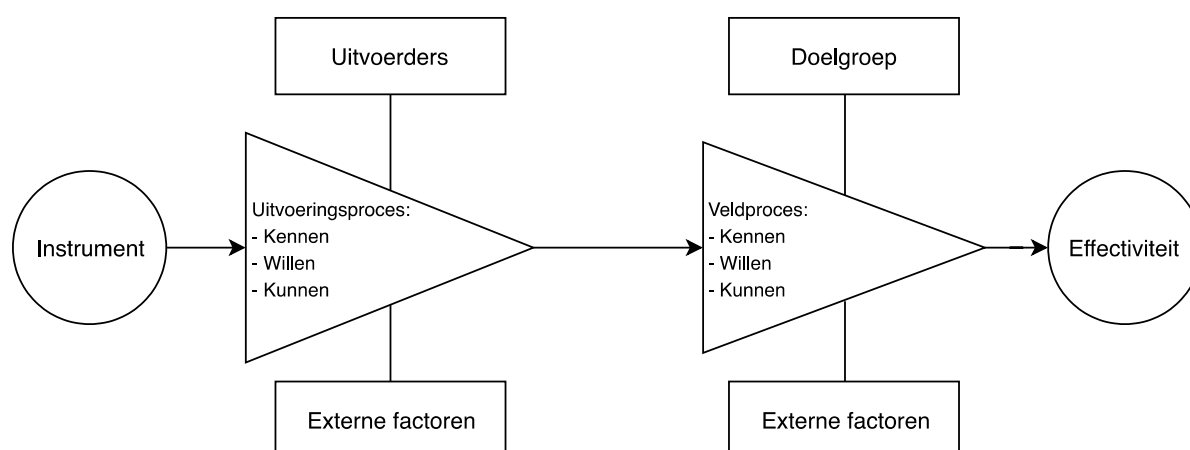 Uitvoerders
Doelgroep
Instrument
Uitvoeringsproces:
- Kennen
- Willen
- Kunnen
Veldproces:
- Kennen
- Willen
- Kunnen
Effectiviteit
Externe factoren
Externe factoren